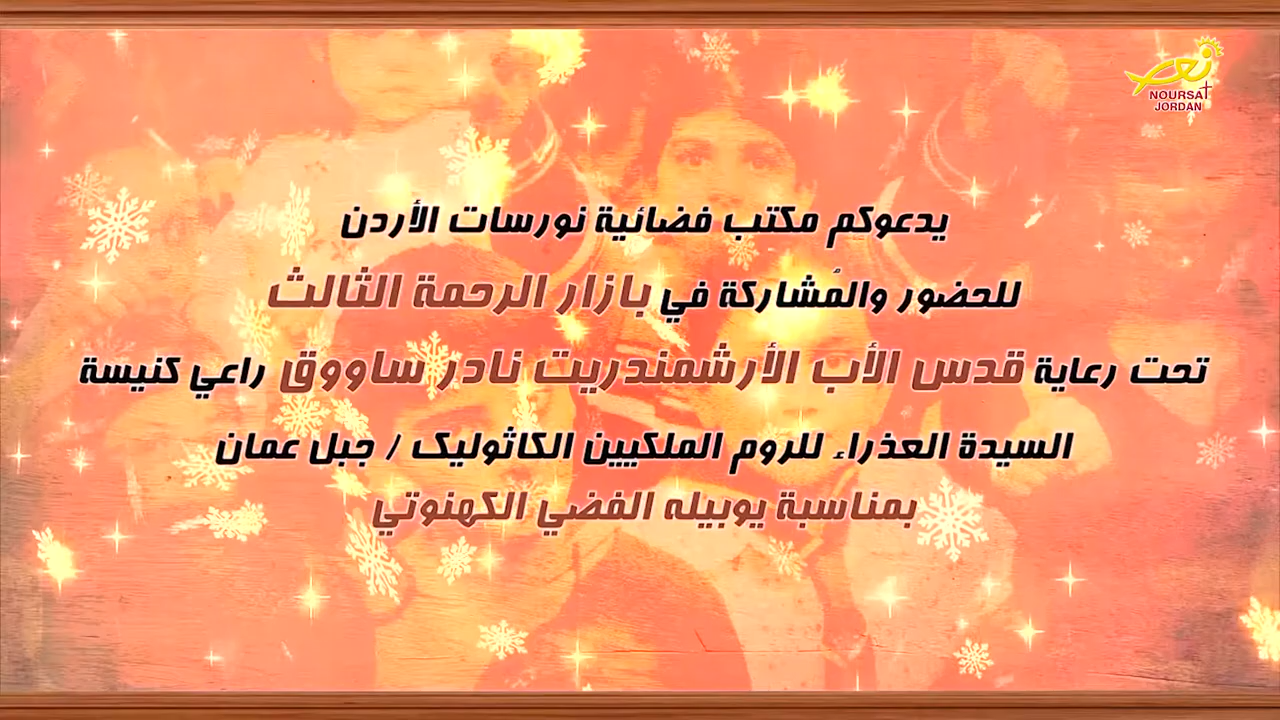 نور
NOURSAT
JORDAN
يدعوكم مكتب فضائية نورسات الأردن
للحضور والمُشاركة في بازار الرحمة الثالث
تحت رعاية قدس الأب الأرشمندريت نادر ساووق راعي كنيسة
السيدة العذراء للروم الملكيين الكاثوليك / جبل عمان
بمناسبة يوبيله الفضي الكهنوتي